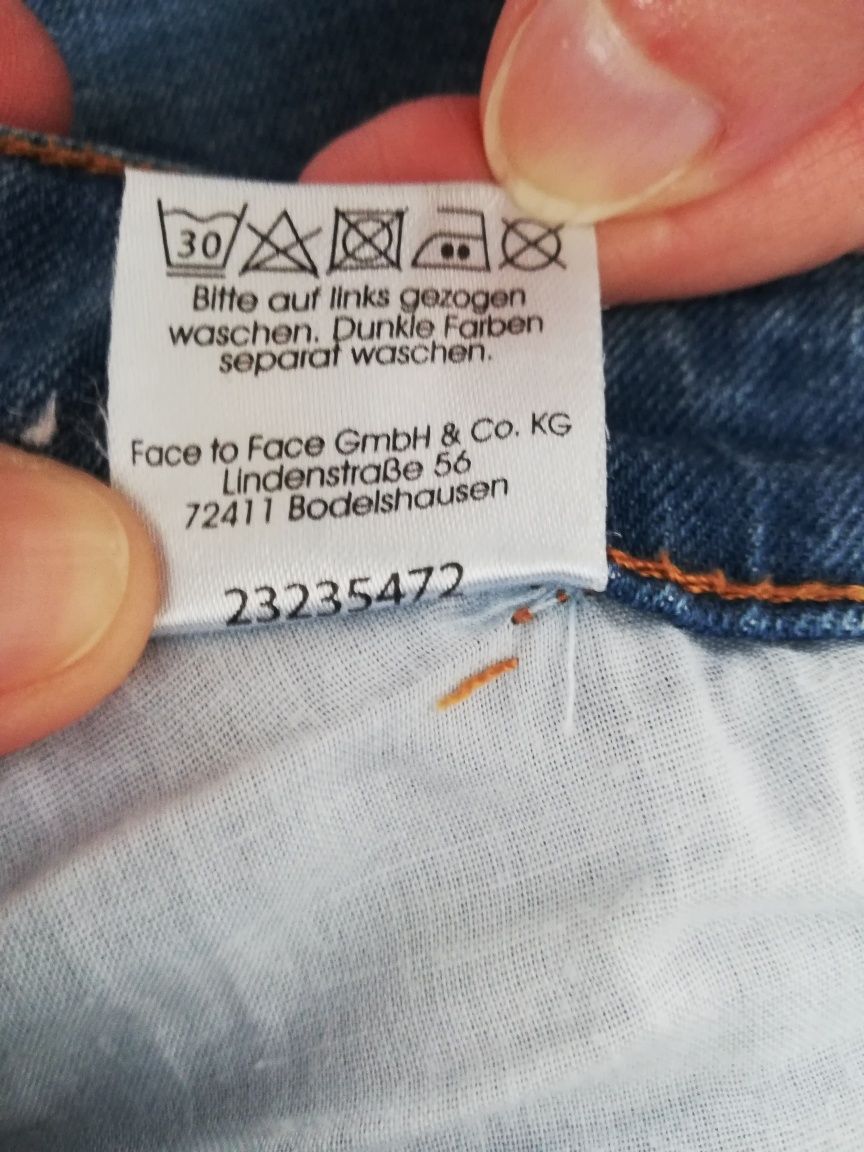 30
Bitte auf links gezogen
waschen. Dunkle Farben
separat waschen.
Face to Face GmbH & Co. KG
Lindenstraße 56
72411 Bodelshausen
23235472